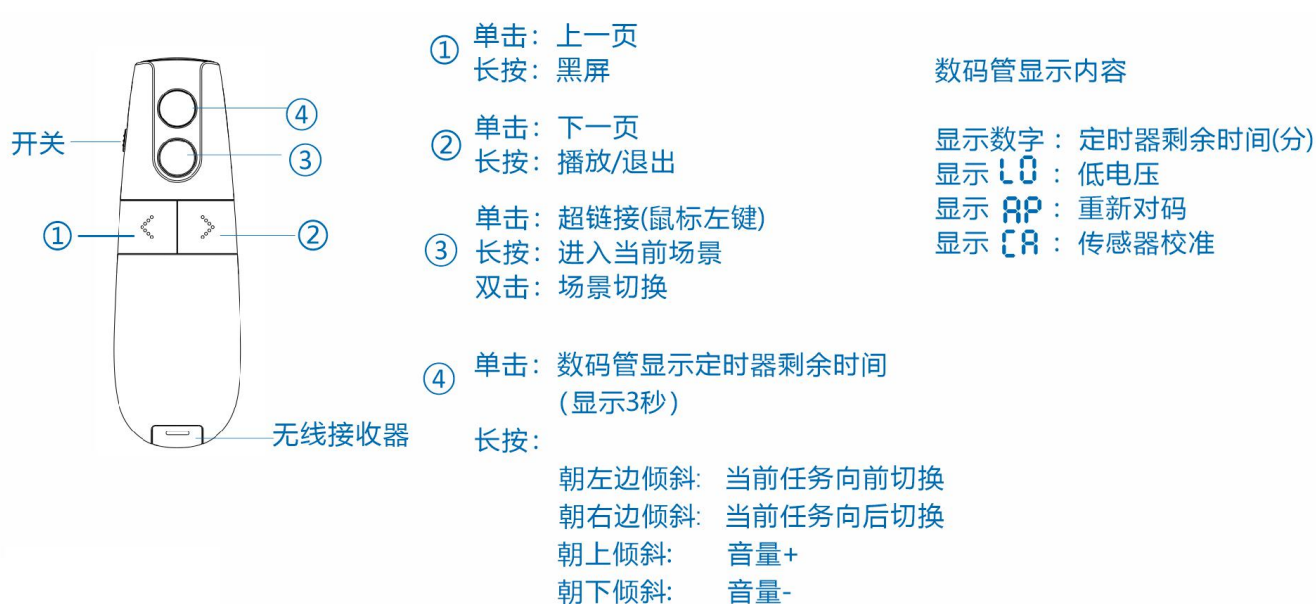 开关
④
③
①
②
无线接收器
① 单击：上一页
长按：黑屏
② 单击：下一页
长按：播放/退出
③ 单击：超链接(鼠标左键)
长按：进入当前场景
双击：场景切换
④ 单击：数码管显示定时器剩余时间
（显示3秒）
长按：
朝左边倾斜: 当前任务向前切换
朝右边倾斜: 当前任务向后切换
朝上倾斜: 音量+
朝下倾斜: 音量-
数码管显示内容
显示数字：定时器剩余时间(分)
显示 LO：低电压
显示 AP：重新对码
显示 CA：传感器校准